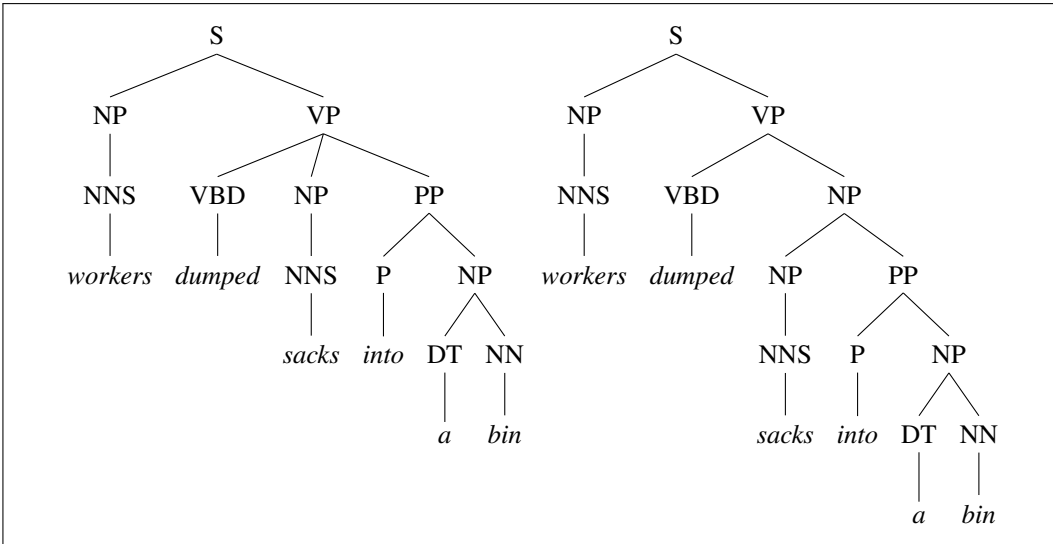 S S
NP VP NP VP
NNS VBD NP PP NNS VBD NP
workers dumped NNS P NP workers dumped NP PP
sacks into DT NN NNS P NP
a bin sacks into DT NN
a bin